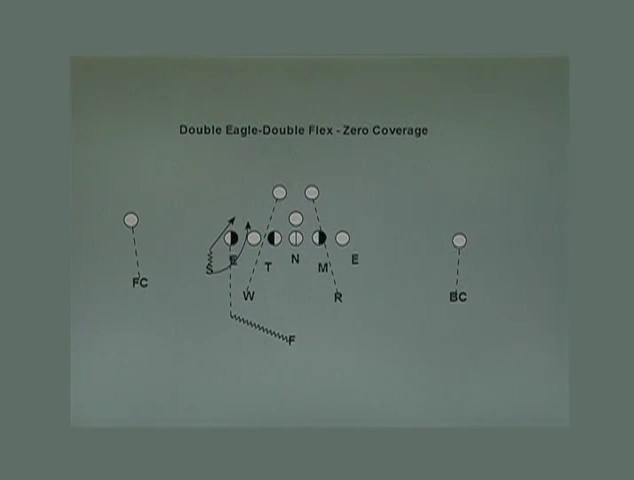 Double Eagle-Double Flex - Zero Coverage
S E T N M E
FC W R BC
F